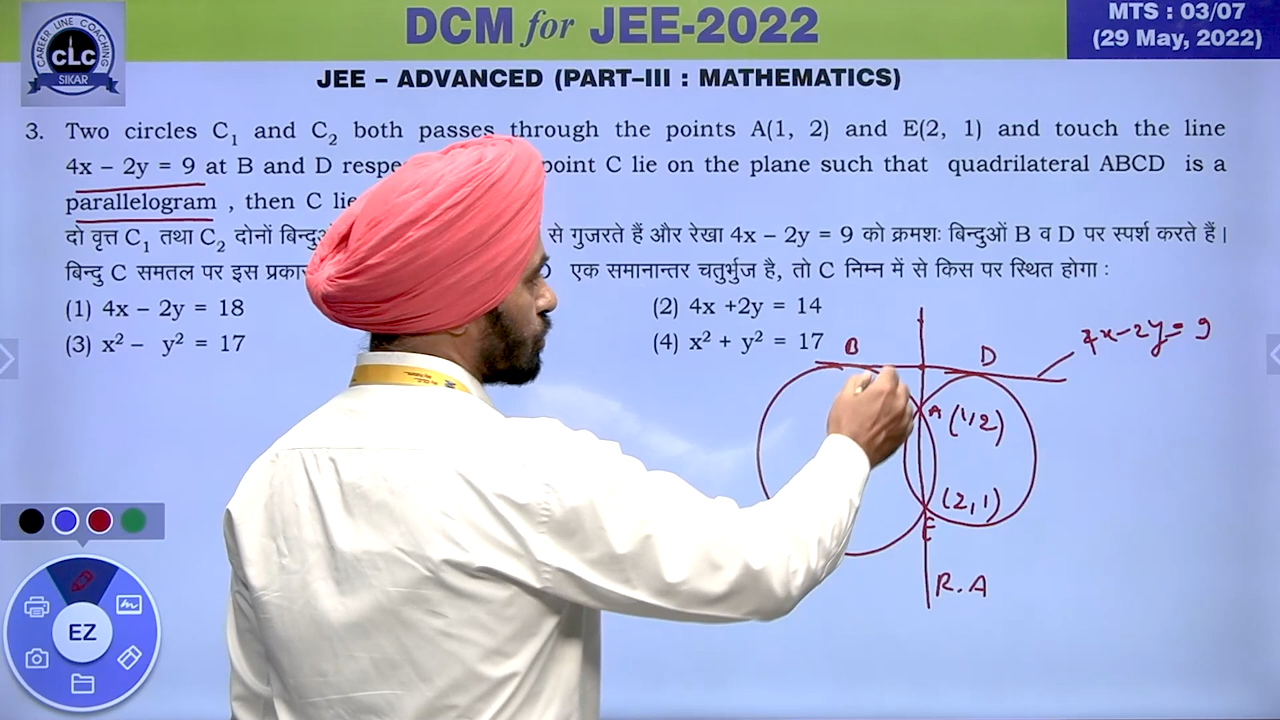 CAREER LINE COACHING
CLC
SIKAR
DCM for JEE-2022
MTS : 03/07
(29 May, 2022)
JEE – ADVANCED (PART–III : MATHEMATICS)
3. Two circles C1 and C2 both passes through the points A(1, 2) and E(2, 1) and touch the line
4x – 2y = 9 at B and D respe point C lie on the plane such that quadrilateral ABCD is a
parallelogram , then C lie
दो वृत्त C1 तथा C2 दोनों बिन्दुओं से गुजरते हैं और रेखा 4x – 2y = 9 को क्रमशः बिन्दुओं B व D पर स्पर्श करते हैं।
बिन्दु C समतल पर इस प्रकार D एक समानान्तर चतुर्भुज है, तो C निम्न में से किस पर स्थित होगा :
(1) 4x – 2y = 18
(2) 4x +2y = 14
(3) x² – y² = 17
(4) x² + y² = 17
B
D
4x-2y=9
A (1,2)
(2,1)
E
R.A
EZ